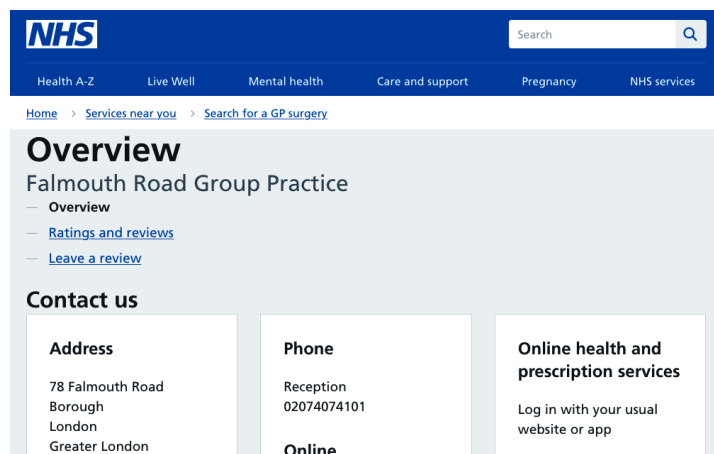 NHS
Search
Health A-Z Live Well Mental health Care and support Pregnancy NHS services
Home > Services near you > Search for a GP surgery
Overview
Falmouth Road Group Practice
— Overview
— Ratings and reviews
— Leave a review
Contact us
Address
78 Falmouth Road
Borough
London
Greater London
Phone
Reception
02074074101
Online
Online health and
prescription services
Log in with your usual
website or app